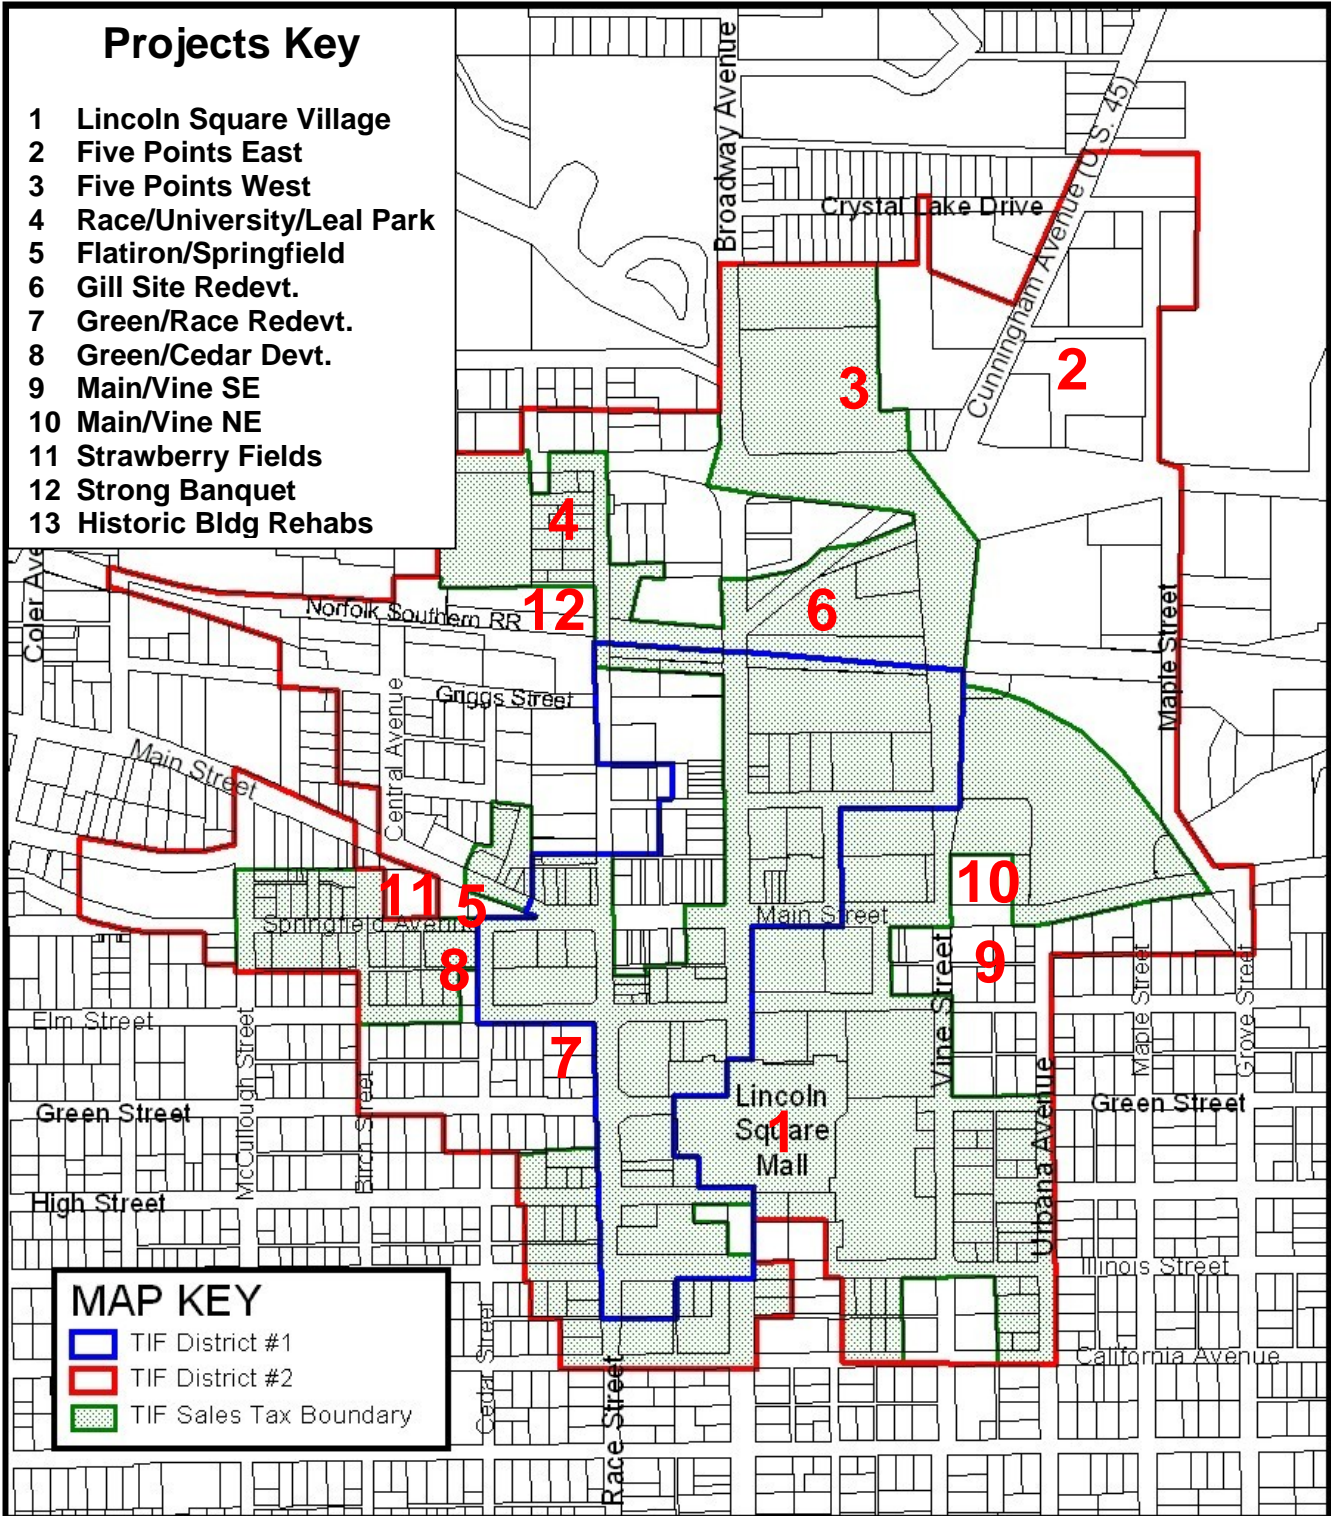 Projects Key
1 Lincoln Square Village
2 Five Points East
3 Five Points West
4 Race/University/Leal Park
5 Flatiron/Springfield
6 Gill Site Redevt.
7 Green/Race Redevt.
8 Green/Cedar Devt.
9 Main/Vine SE
10 Main/Vine NE
11 Strawberry Fields
12 Strong Banquet
13 Historic Bldg Rehabs
Broadway Avenue
Cunningham Avenue (U.S. 45)
Crystal Lake Drive
2
3
4
12
6
Coler Ave
Norfolk Southern RR
Maple Street
Griggs Street
Central Avenue
Main Street
11
5
10
Main Street
Springfield Avenu
8
9
Vine Street
Elm Street
McCullough Street
Maple Street
Grove Street
7
Birch Street
Urbana Avenue
Green Street
Lincoln
Square
Mall
1
Green Street
High Street
Illinois Street
MAP KEY
TIF District #1
TIF District #2
TIF Sales Tax Boundary
Cedar Street
Race Street
California Avenue